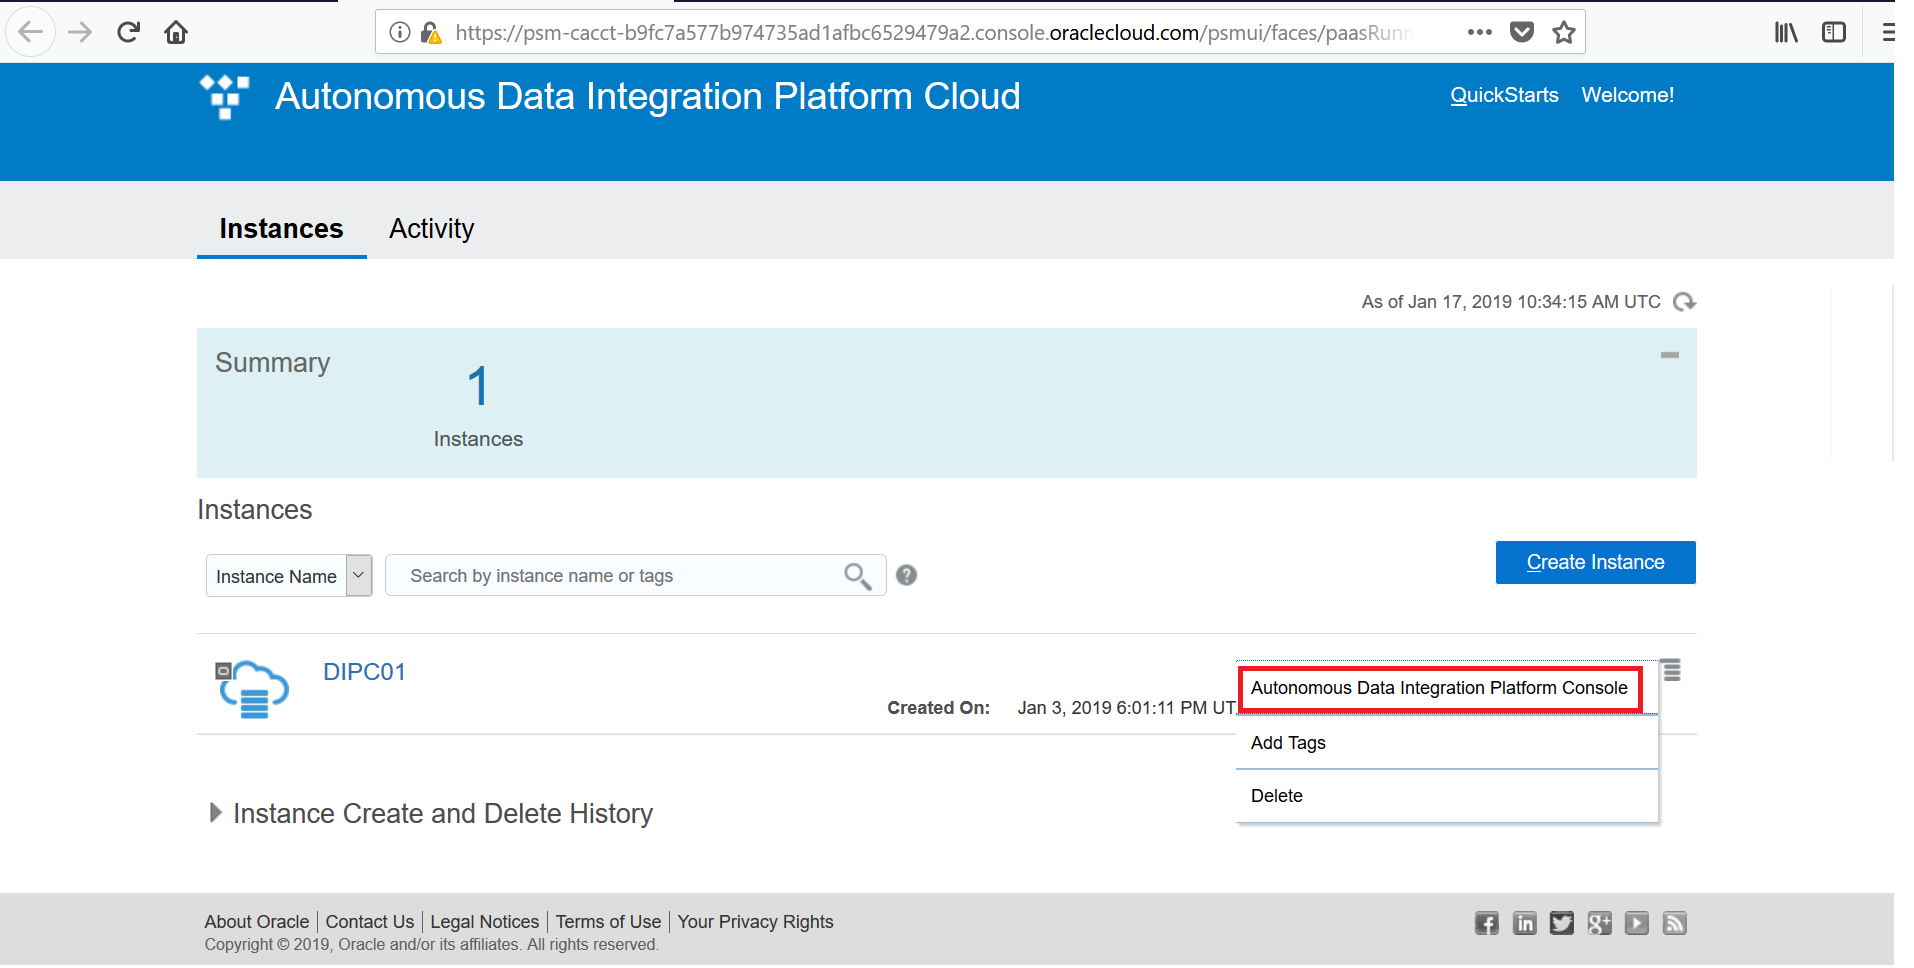 https://psm-cacct-b9fc7a577b974735ad1afbc6529479a2.console.oraclecloud.com/psmui/faces/paasRunn
Autonomous Data Integration Platform Cloud
QuickStarts Welcome!
Instances Activity
As of Jan 17, 2019 10:34:15 AM UTC
Summary
1
Instances
Instances
Instance Name
Search by instance name or tags
?
Create Instance
DIPC01
Created On: Jan 3, 2019 6:01:11 PM UT
Autonomous Data Integration Platform Console
Add Tags
Delete
Instance Create and Delete History
About Oracle | Contact Us | Legal Notices | Terms of Use | Your Privacy Rights
Copyright © 2019, Oracle and/or its affiliates. All rights reserved.